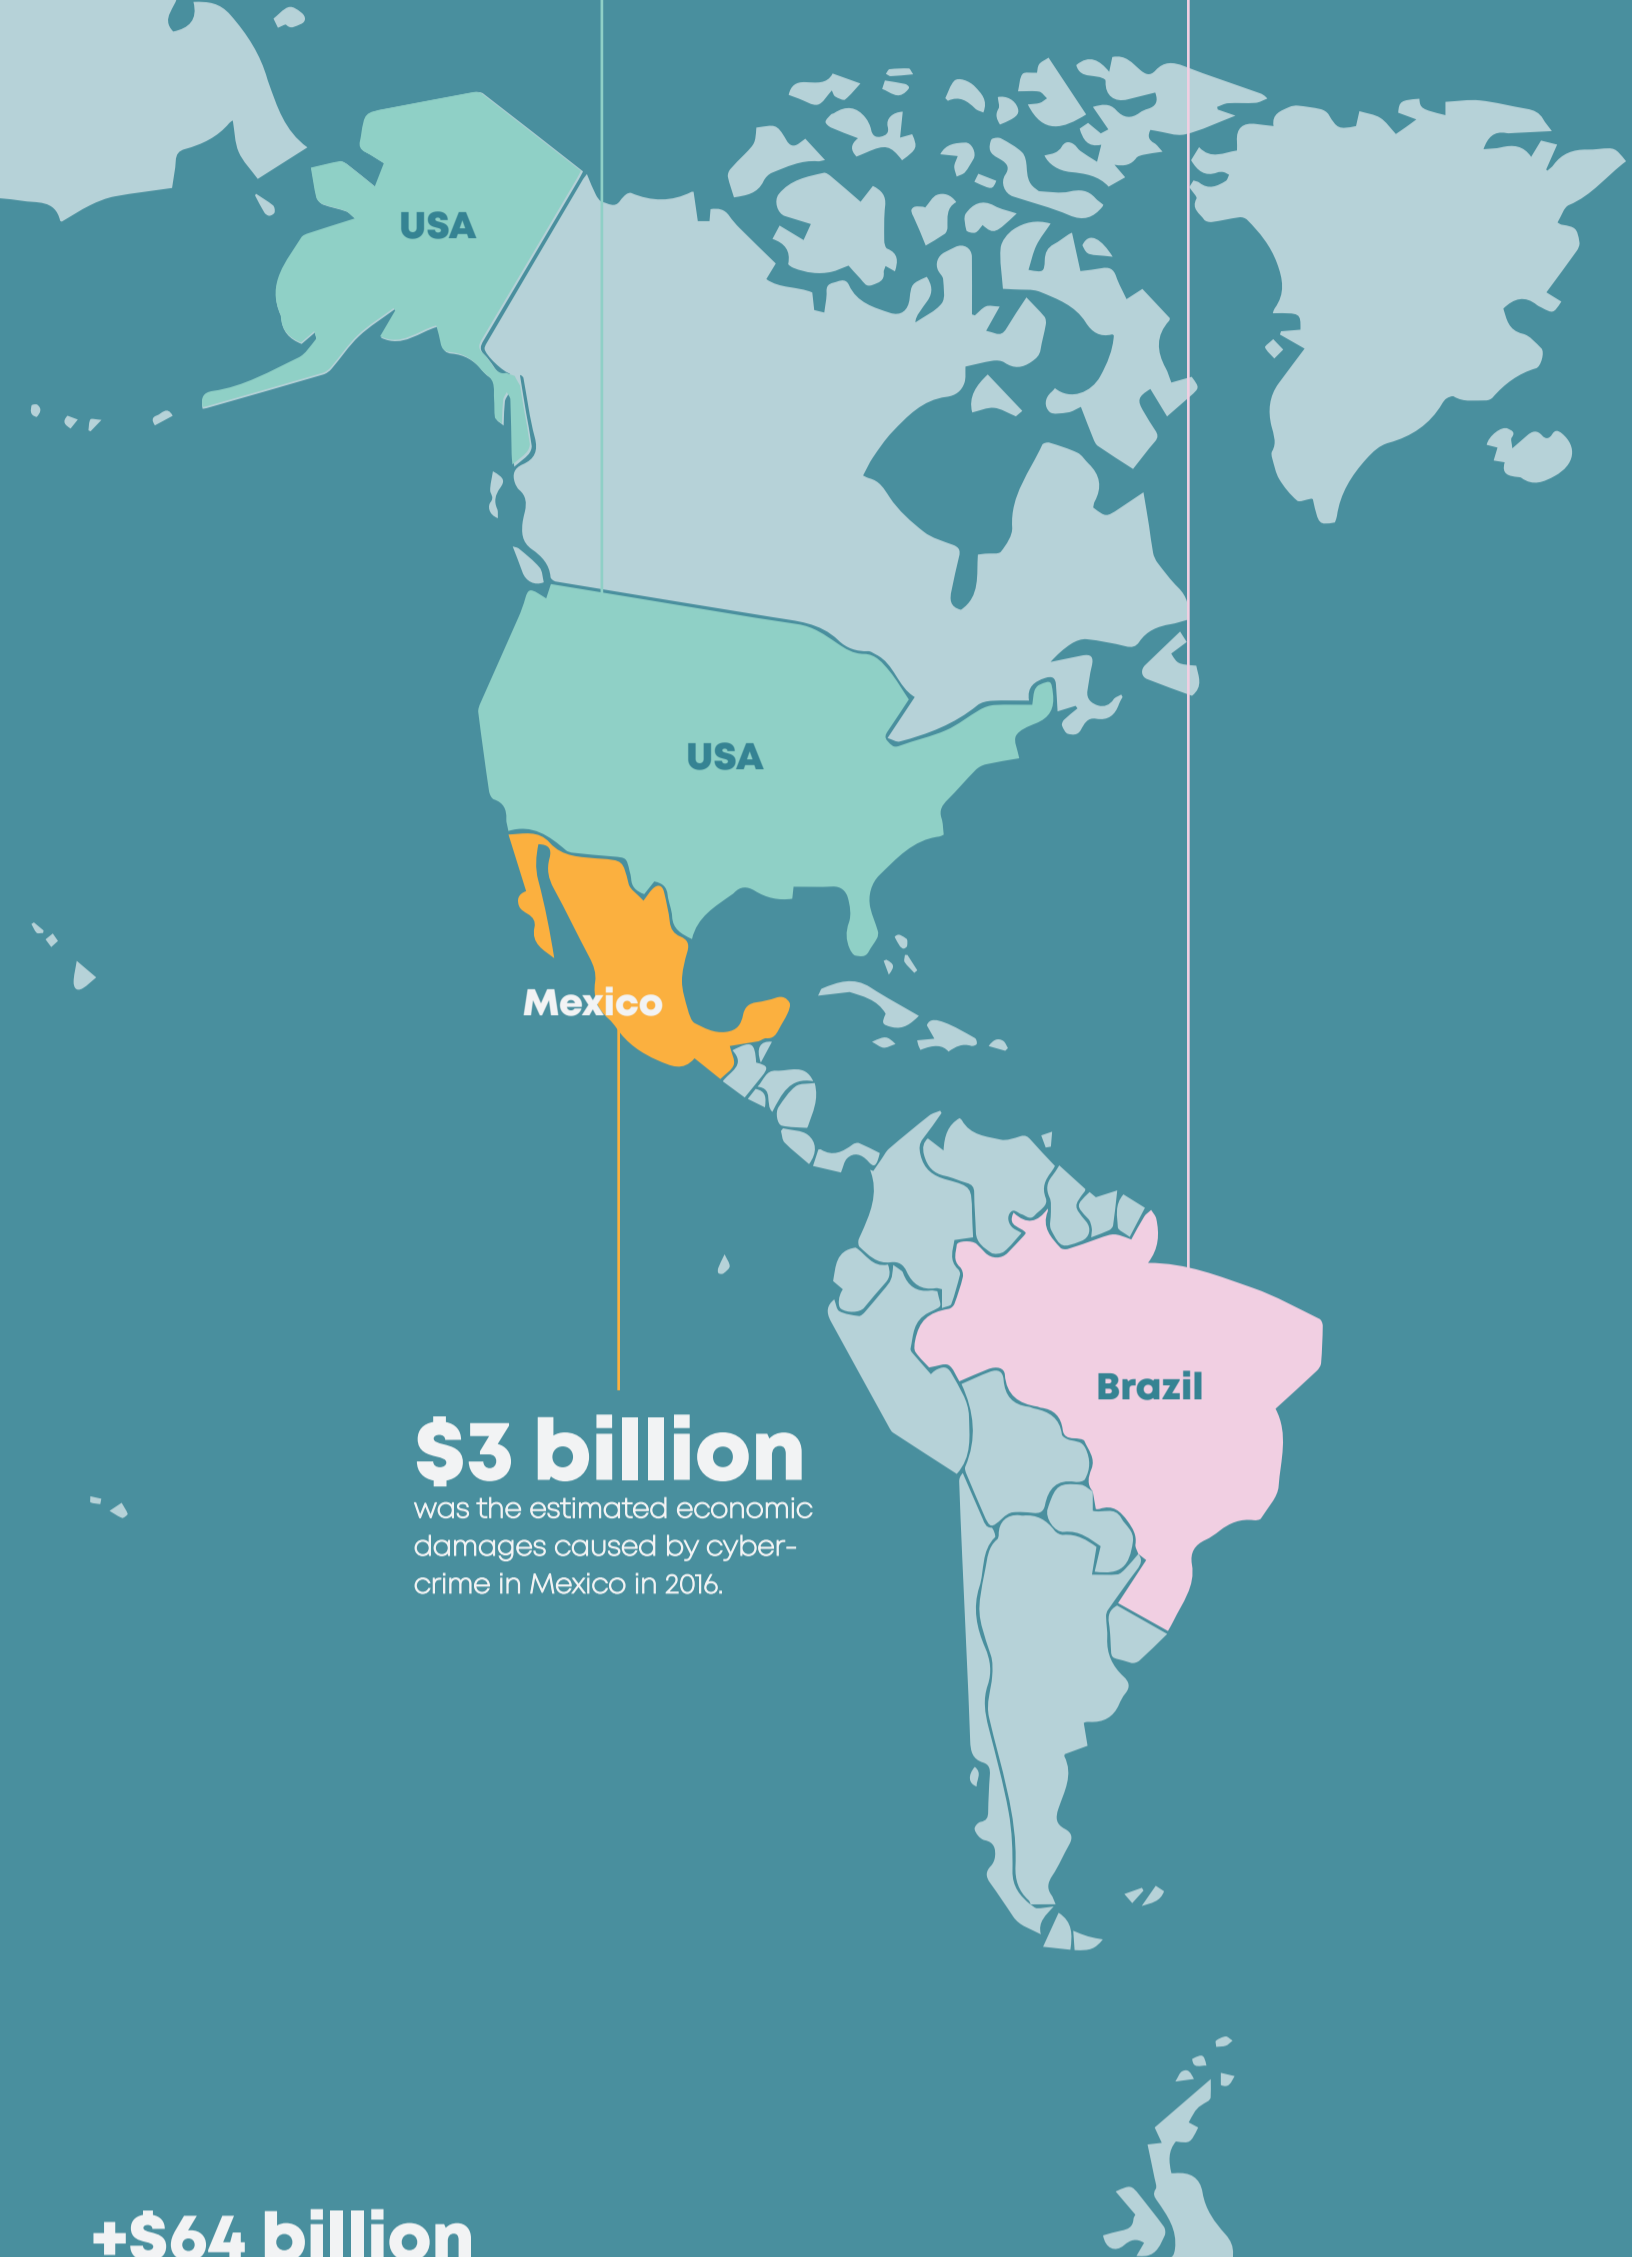 USA
USA
Mexico
Brazil
$3 billion
was the estimated economic
damages caused by cyber-
crime in Mexico in 2016.
+$64 billion